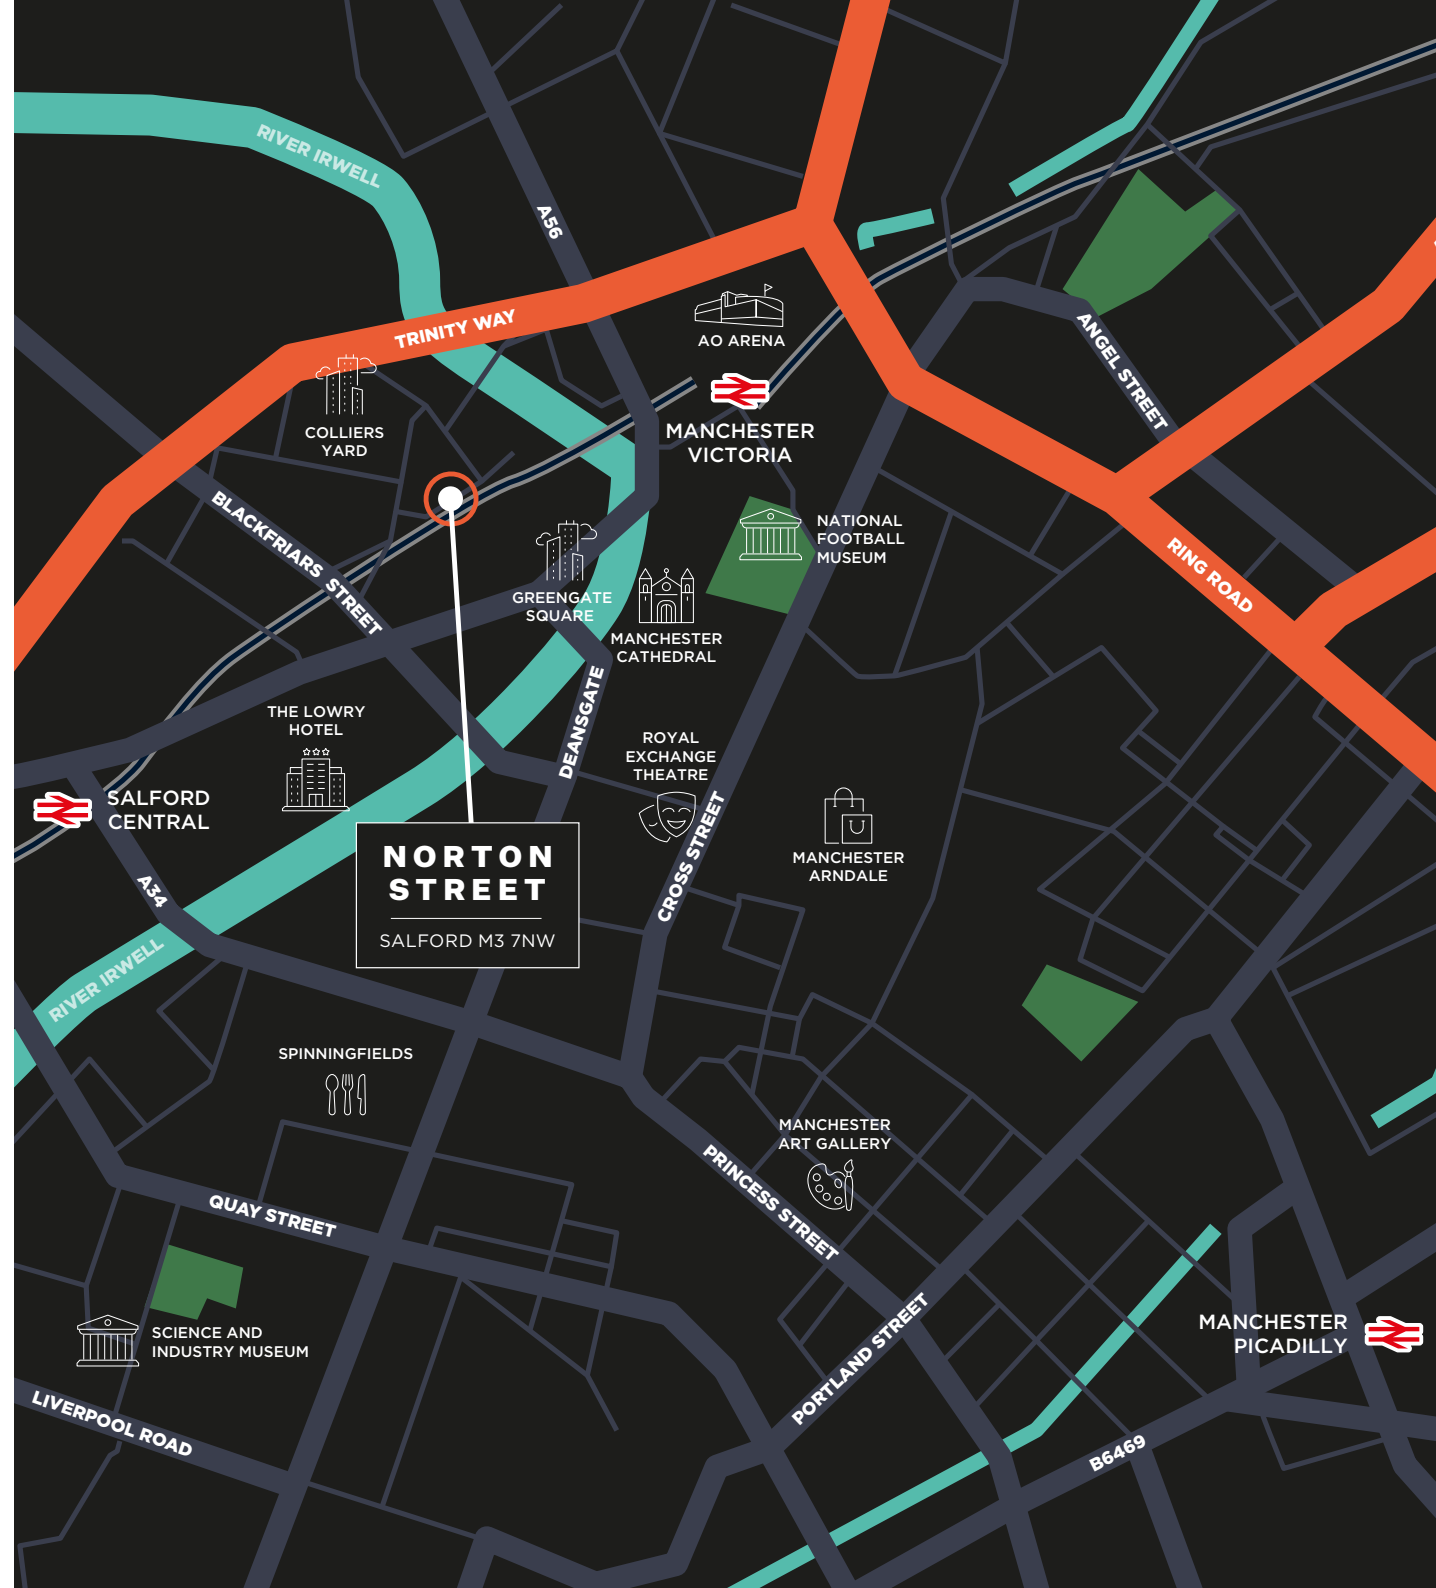 RIVER IRWELL
A56
TRINITY WAY
AO ARENA
ANGEL STREET
MANCHESTER
VICTORIA
COLLIERS
YARD
BLACKFRIARS STREET
NATIONAL
FOOTBALL
MUSEUM
RING ROAD
GREENGATE
SQUARE
MANCHESTER
CATHEDRAL
DEANSGATE
THE LOWRY
HOTEL
ROYAL
EXCHANGE
THEATRE
SALFORD
CENTRAL
CROSS STREET
MANCHESTER
ARNDALE
NORTON
STREET
SALFORD M3 7NW
A34
RIVER IRWELL
SPINNINGFIELDS
MANCHESTER
ART GALLERY
PRINCESS STREET
QUAY STREET
SCIENCE AND
INDUSTRY MUSEUM
PORTLAND STREET
MANCHESTER
PICADILLY
LIVERPOOL ROAD
B6469